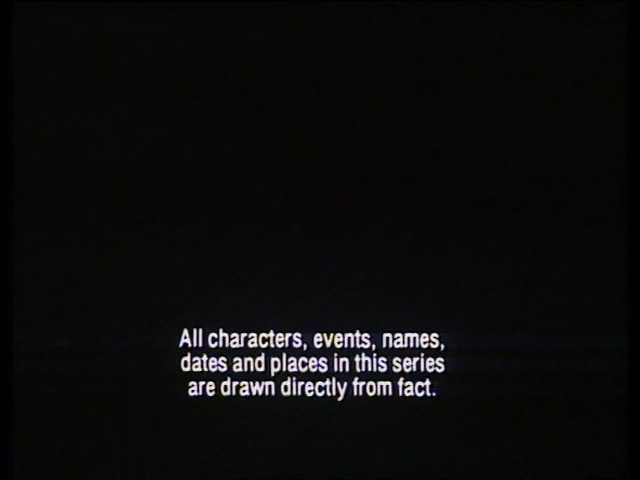 All characters, events, names,
dates and places in this series
are drawn directly from fact.